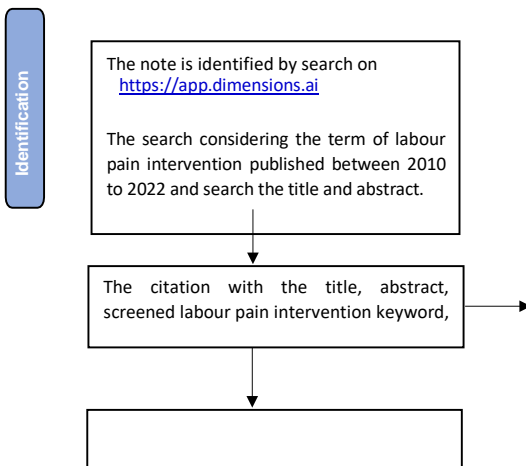 Identification
The note is identified by search on
https://app.dimensions.ai
The search considering the term of labour
pain intervention published between 2010
to 2022 and search the title and abstract.
The citation with the title, abstract,
screened labour pain intervention keyword,